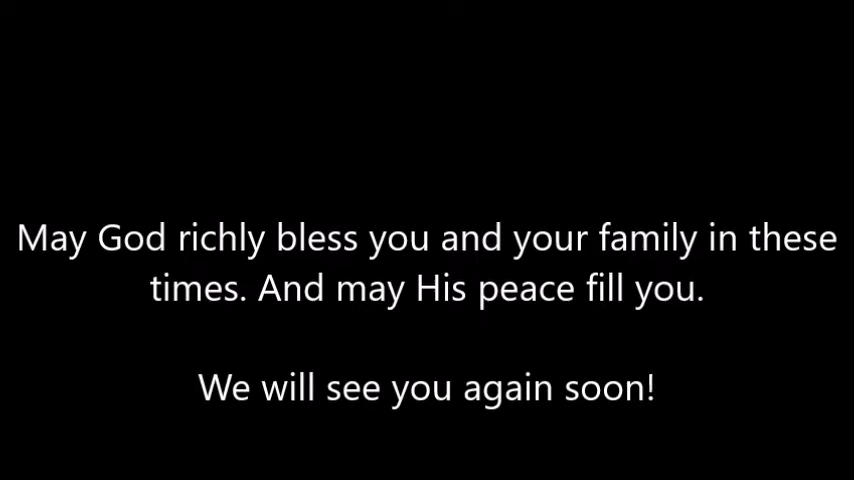 May God richly bless you and your family in these
times. And may His peace fill you.
We will see you again soon!